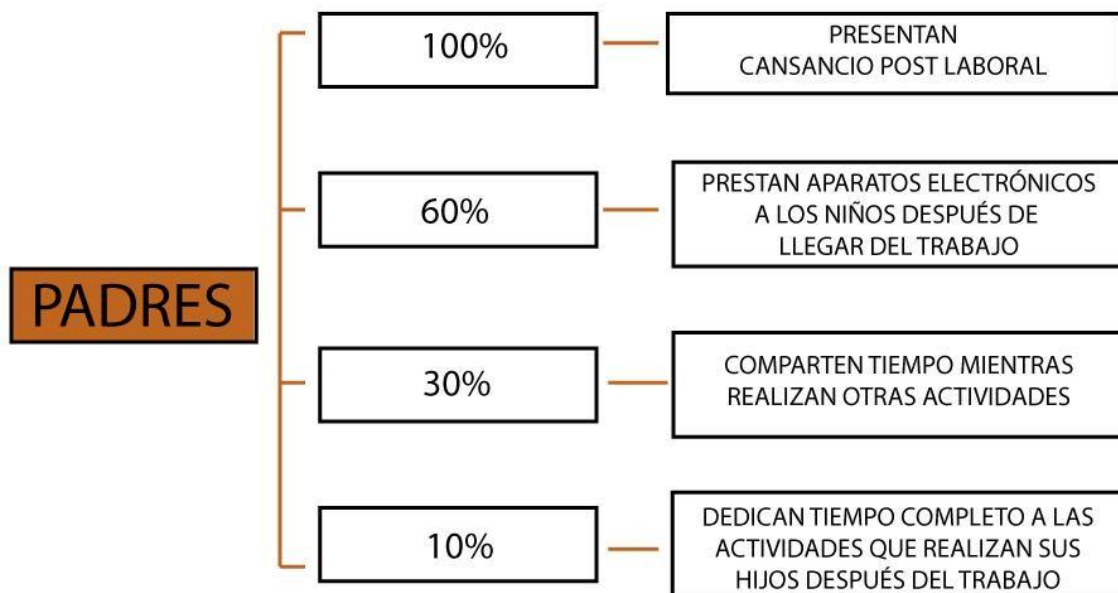 PADRES
100%
PRESENTAN
CANSANCIO POST LABORAL
60%
PRESTAN APARATOS ELECTRÓNICOS
A LOS NIÑOS DESPUÉS DE
LLEGAR DEL TRABAJO
30%
COMPARTEN TIEMPO MIENTRAS
REALIZAN OTRAS ACTIVIDADES
10%
DEDICAN TIEMPO COMPLETO A LAS
ACTIVIDADES QUE REALIZAN SUS
HIJOS DESPUÉS DEL TRABAJO